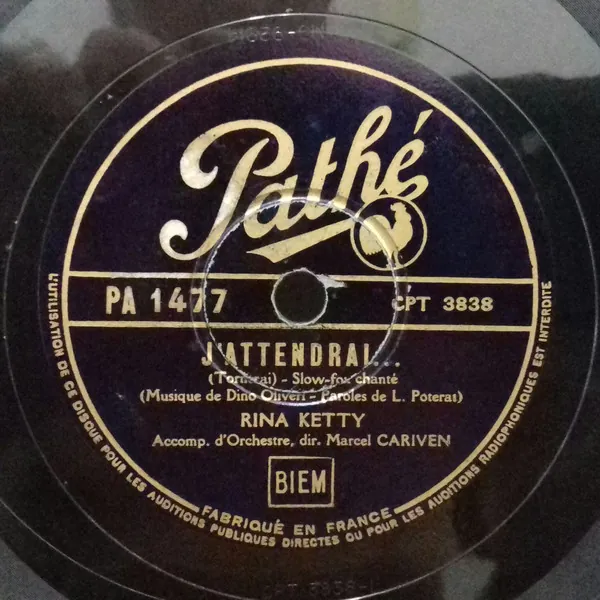 Pathé
PA 1477
CPT 3838
J'ATTENDRAI...
(Tornerai) - Slow-fox chanté
(Musique de Dino Olivéri - Paroles de L. Poterat)
RINA KETTY
Accomp. d'Orchestre, dir. Marcel CARIVEN
BIEM
FABRIQUÉ EN FRANCE
L'UTILISATION DE CE DISQUE POUR LES AUDITIONS PUBLIQUES DIRECTES OU POUR LES AUDITIONS RADIOPHONIQUES EST INTERDITE